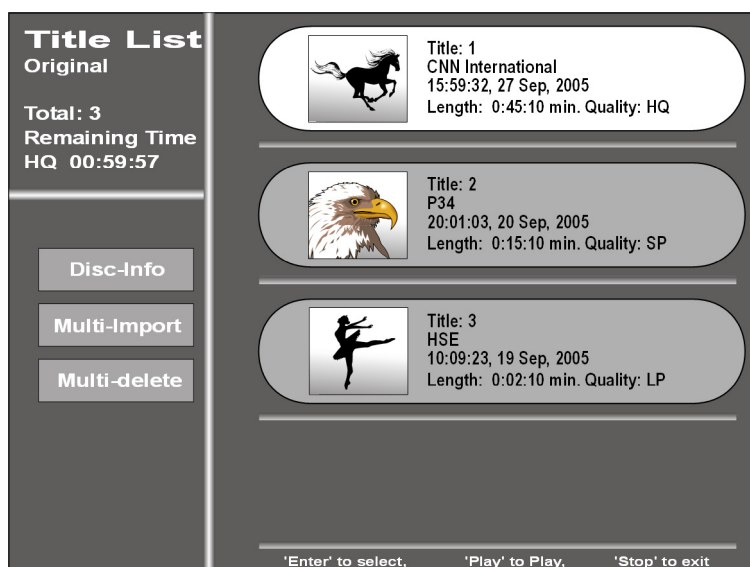 Title List
Original
Total: 3
Remaining Time
HQ 00:59:57
Disc-Info
Multi-Import
Multi-delete
Title: 1
CNN International
15:59:32, 27 Sep, 2005
Length: 0:45:10 min. Quality: HQ
Title: 2
P34
20:01:03, 20 Sep, 2005
Length: 0:15:10 min. Quality: SP
Title: 3
HSE
10:09:23, 19 Sep, 2005
Length: 0:02:10 min. Quality: LP
'Enter' to select, 'Play' to Play, 'Stop' to exit